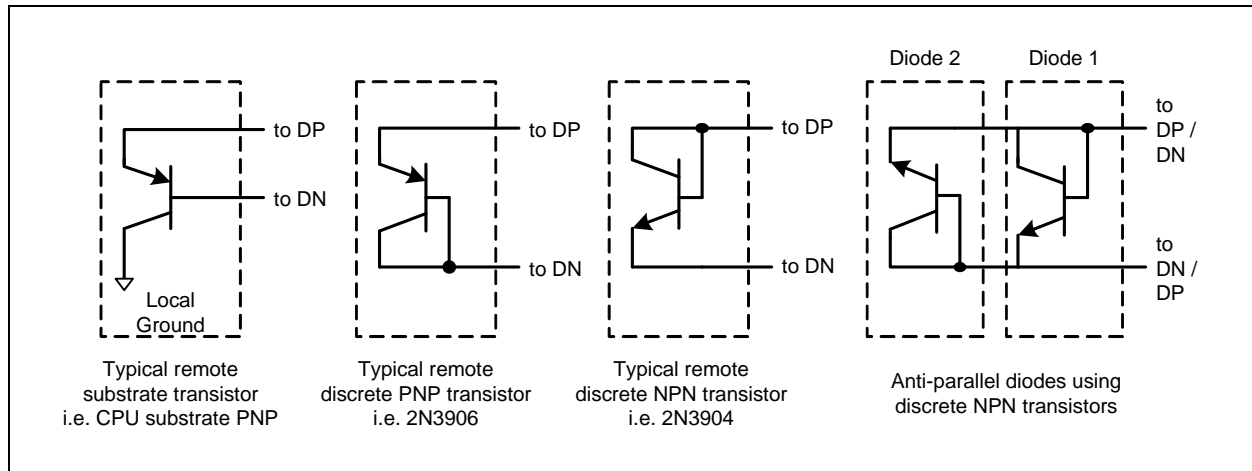 Diode 2
Diode 1
to DP
to DN
Local
Ground
to DP
to DN
to DP
to DN
to
DP /
DN
to
DN /
DP
Typical remote
substrate transistor
i.e. CPU substrate PNP
Typical remote
discrete PNP transistor
i.e. 2N3906
Typical remote
discrete NPN transistor
i.e. 2N3904
Anti-parallel diodes using
discrete NPN transistors